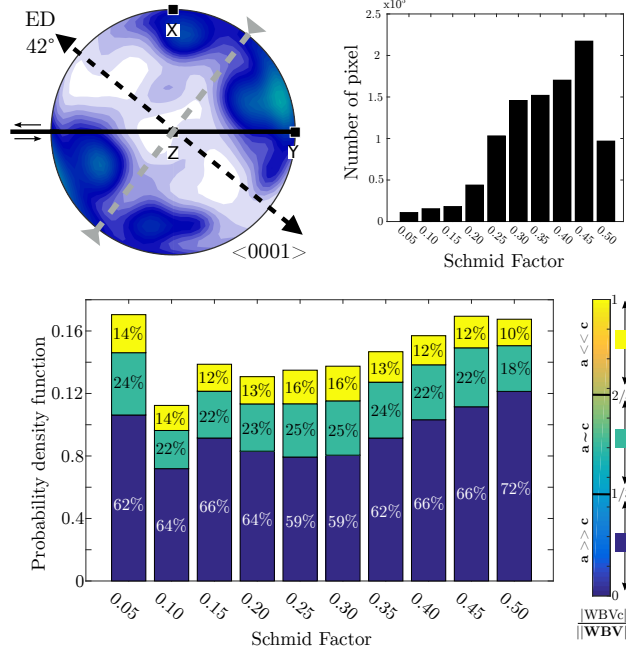 ED
42°
X
Z
Y
<0001>
Number of pixel
2.5
2
1.5
1
0.5
0
0.05 0.10 0.15 0.20 0.25 0.30 0.35 0.40 0.45 0.50
Schmid Factor
Probability density function
0.16
0.12
0.8
0.4
0
14% 14% 12% 13% 16% 16% 13% 12% 12% 10%
24% 22% 22% 23% 25% 25% 24% 22% 22% 18%
62% 64% 66% 64% 59% 59% 62% 66% 66% 72%
0.05 0.10 0.15 0.20 0.25 0.30 0.35 0.40 0.45 0.50
Schmid Factor
a << c
a~c
a >> c
1
2/
1/
0
|WBVc|
||WBV|